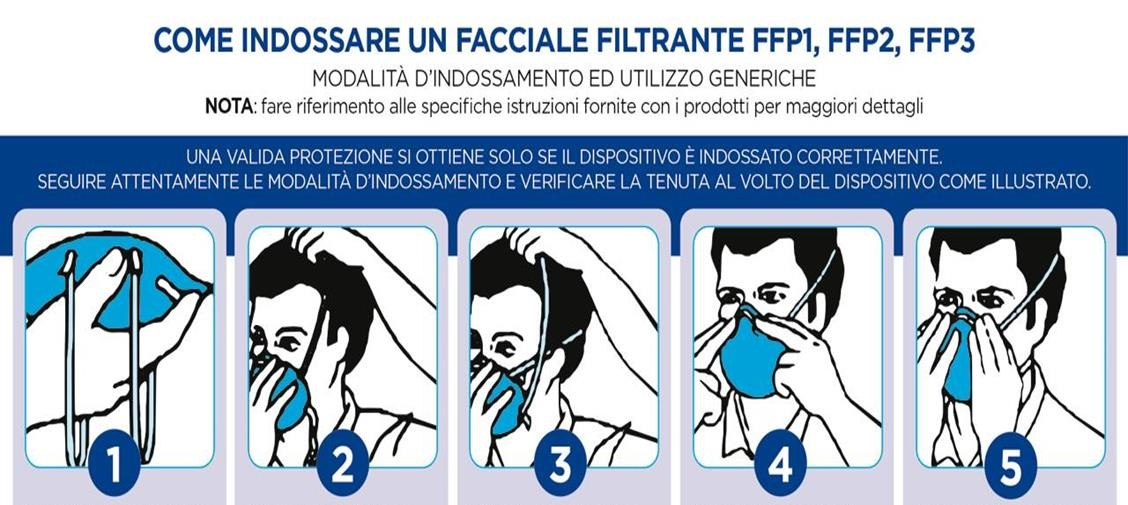 COME INDOSSARE UN FACCIALE FILTRANTE FFP1, FFP2, FFP3
MODALITÀ D'INDOSSAMENTO ED UTILIZZO GENERICHE
NOTA: fare riferimento alle specifiche istruzioni fornite con i prodotti per maggiori dettagli
UNA VALIDA PROTEZIONE SI OTTIENE SOLO SE IL DISPOSITIVO È INDOSSATO CORRETTAMENTE.
SEGUIRE ATTENTAMENTE LE MODALITÀ D'INDOSSAMENTO E VERIFICARE LA TENUTA AL VOLTO DEL DISPOSITIVO COME ILLUSTRATO.
1
2
3
4
5